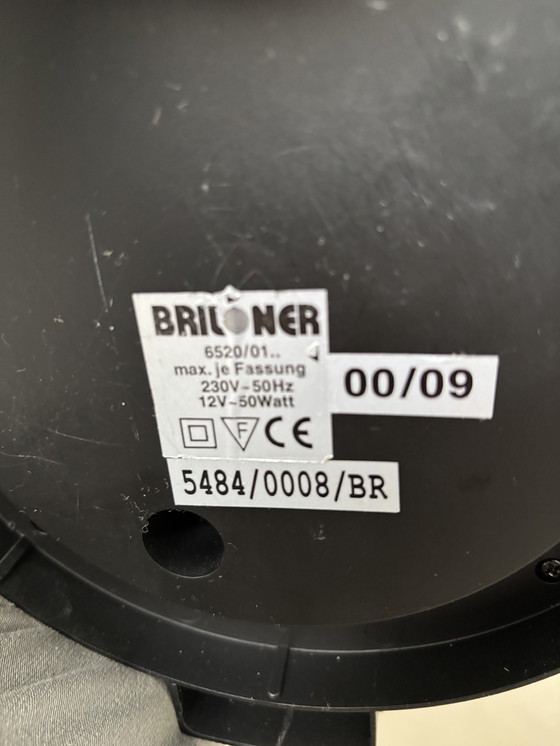 BRILONER
6520/01..
max. je Fassung
230V~50Hz
12V~50Watt
F CE
00/09
5484/0008/BR